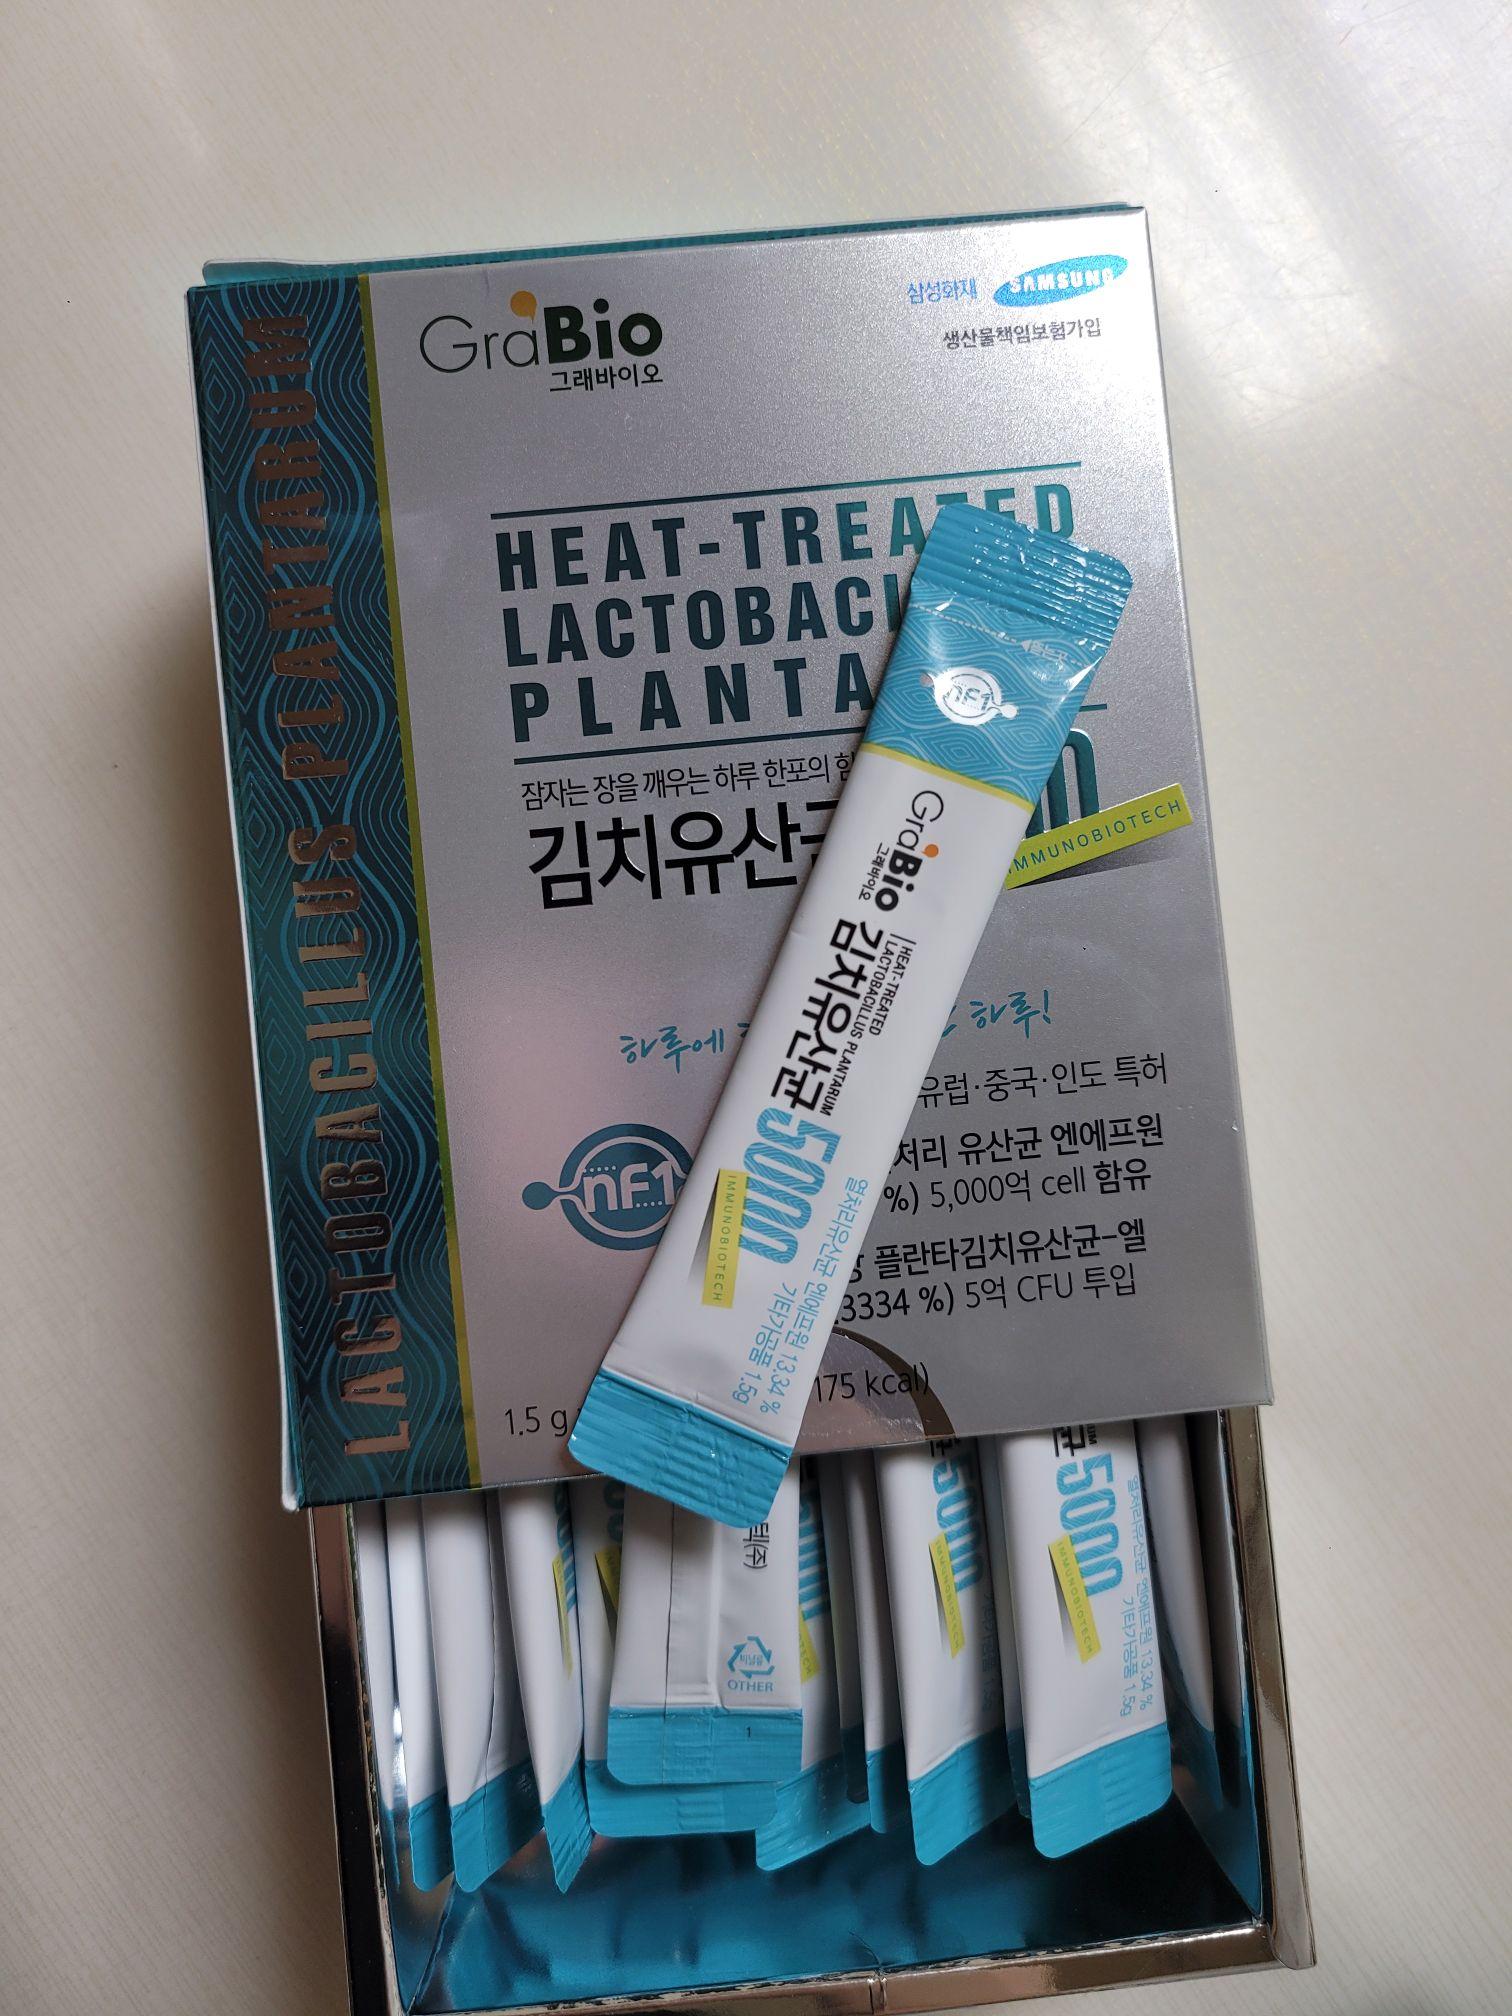 LACTOBACILLUS PLANTARUM
GraBio
그래바이오
삼성화재 SAMSUNG
생산물책임보험가입
HEAT-TREATED
LACTOBACI
PLANTA
잠자는 장을 깨우는 하루 한포의
김치유산
IMMUNOBIOTECH
하루에
하루!
유럽·중국·인도 특허
nF1
처리 유산균 엔에프원
%) 5,000억 cell 함유
플란타김치유산균-엘
.3334 %) 5억 CFU 투입
1.5 g
175 kcal)
nF1
GraBio
그래바이오
HEAT-TREATED
LACTOBACILLUS PLANTARUM
김치유산균 5000
IMMUNOBIOTECH
열처리유산균 엔에프원 13.34 %
기타가공품 1.5g
텍(주)
비닐류
OTHER
1
IMMUNOBIOTECH
5000
IMMUNOBIOTECH
균 5000
IMMUNOBIOTECH
열처리유산균 엔에프원 13.34 %
기타가공품 1.5g